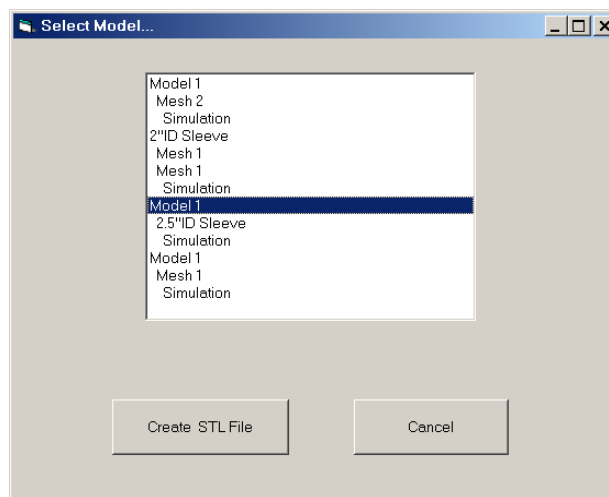 Select Model...
Model 1
Mesh 2
Simulation
2"ID Sleeve
Mesh 1
Mesh 1
Simulation
Model 1
2.5"ID Sleeve
Simulation
Model 1
Mesh 1
Simulation
Create STL File
Cancel